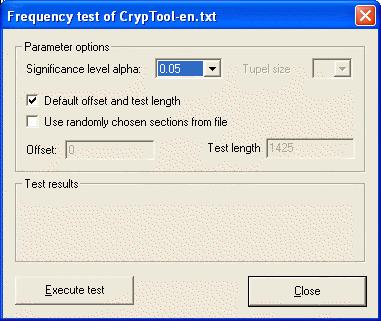 Frequency test of CrypTool-en.txt
Parameter options
Significance level alpha: 0.05 Tupel size
Default offset and test length
Use randomly chosen sections from file
Offset: 0 Test length 1425
Test results
Execute test Close